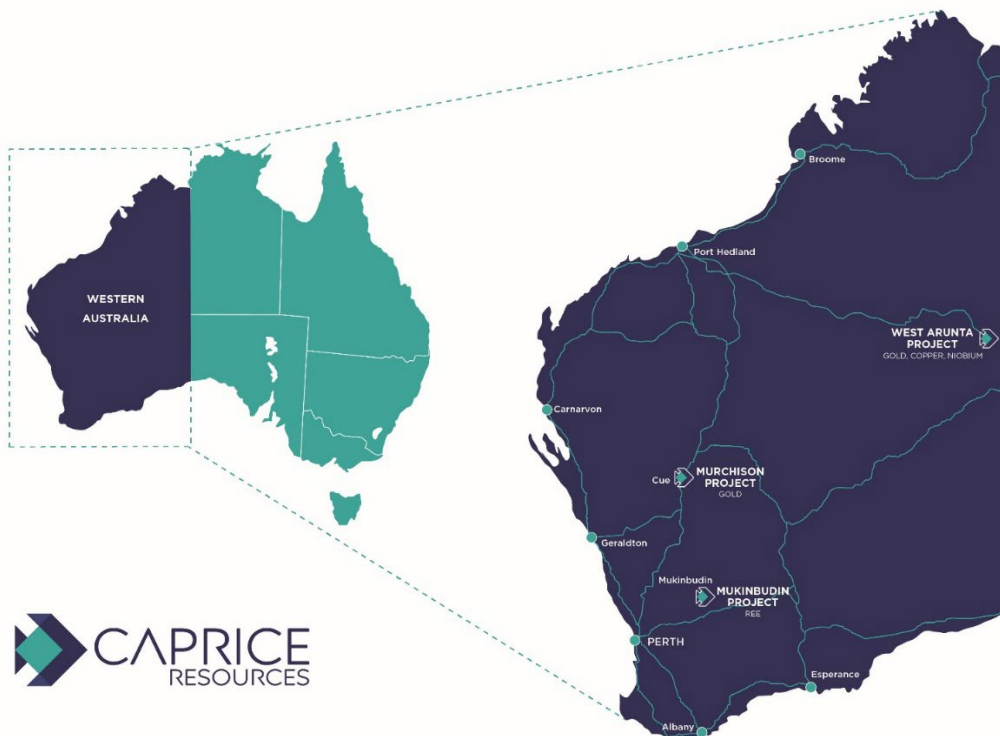 WESTERN
AUSTRALIA
Broome
Port Hedland
WEST ARUNTA
PROJECT
GOLD, COPPER, NIOBIUM
Carnarvon
Cue
MURCHISON
PROJECT
GOLD
Geraldton
Mukinbudin
MUKINBUDIN
PROJECT
REE
PERTH
Esperance
Albany
CAPRICE
RESOURCES